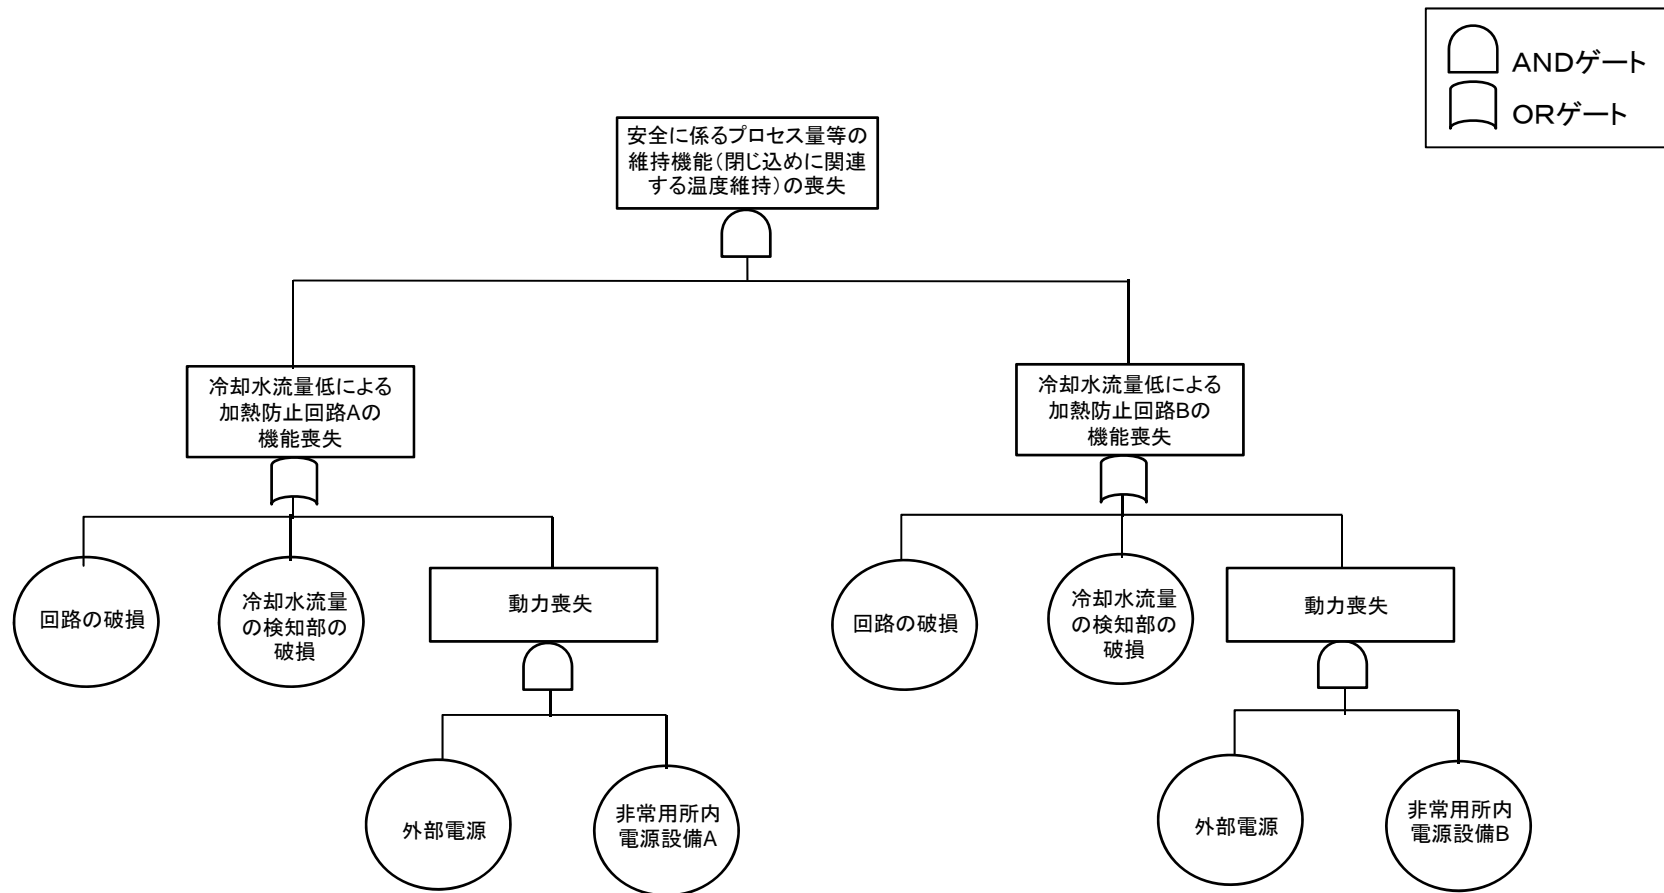 ANDゲート
ORゲート
安全に係るプロセス量等の
維持機能(閉じ込めに関連
する温度維持)の喪失
冷却水流量低による
加熱防止回路Aの
機能喪失
冷却水流量低による
加熱防止回路Bの
機能喪失
回路の破損
冷却水流量
の検知部の
破損
動力喪失
回路の破損
冷却水流量
の検知部の
破損
動力喪失
外部電源
非常用所内
電源設備A
外部電源
非常用所内
電源設備B